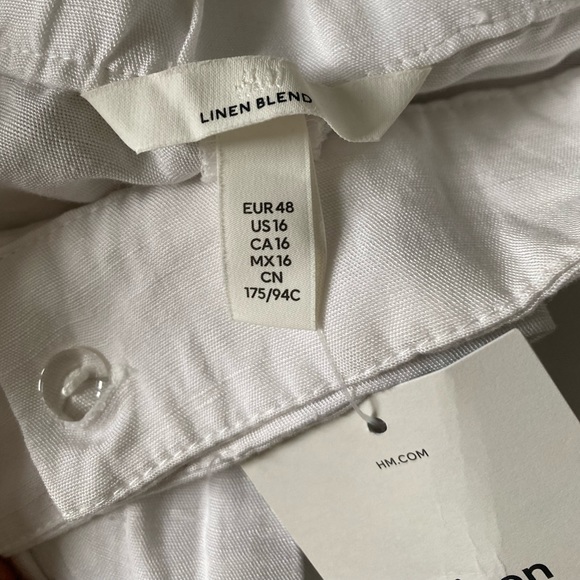 LINEN BLEND
EUR 48
US 16
CA 16
MX 16
CN
175/94C
HM.COM